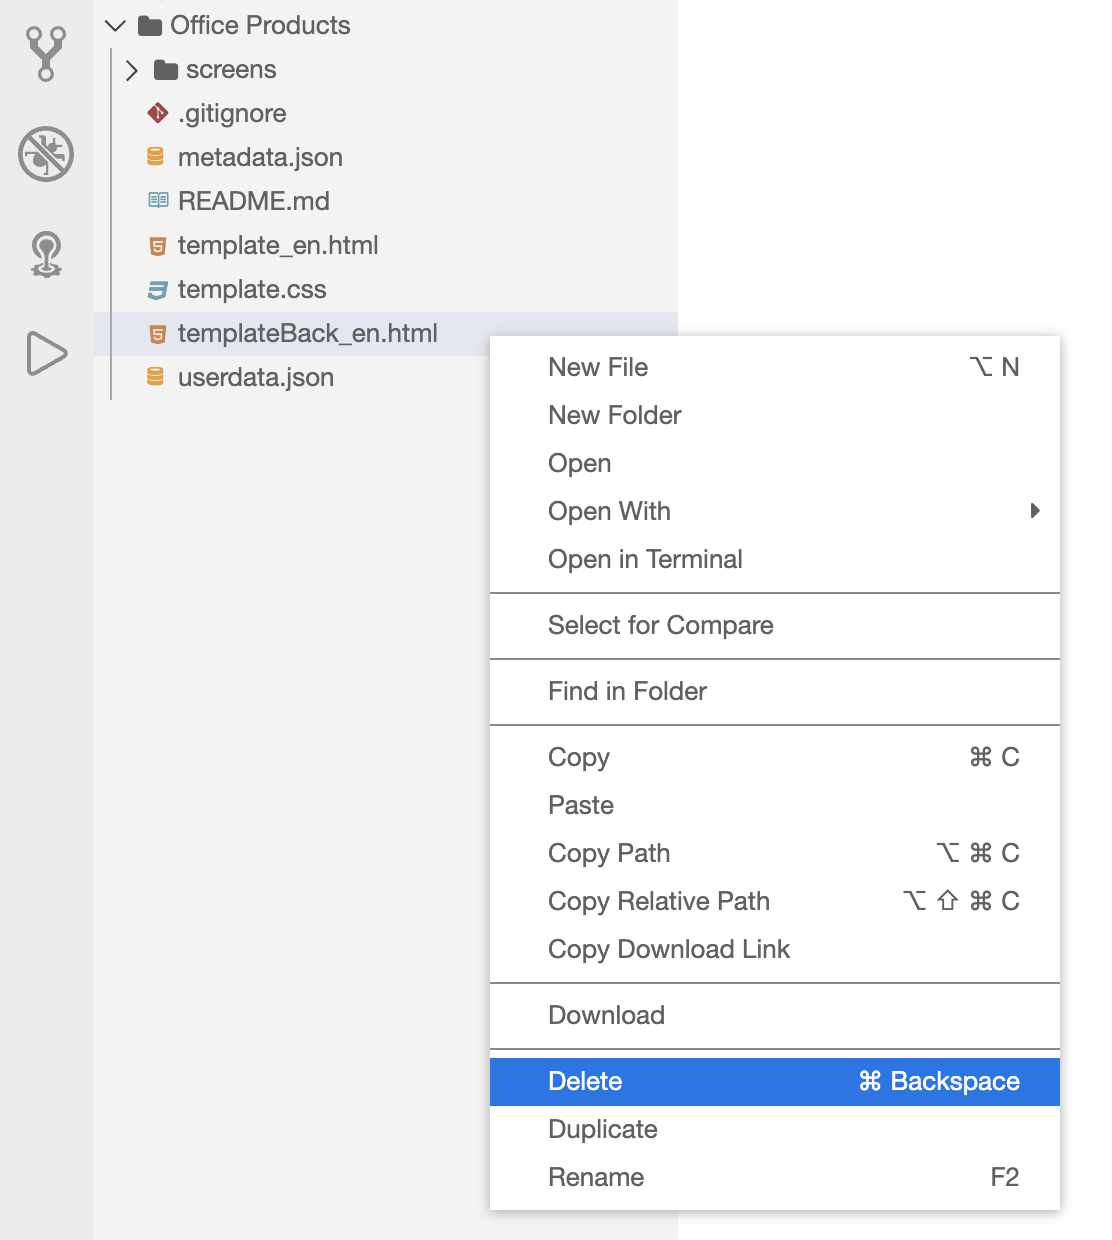 Office Products
screens
.gitignore
metadata.json
README.md
template_en.html
template.css
templateBack_en.html
userdata.json
New File ⌥ N
New Folder
Open
Open With
Open in Terminal
Select for Compare
Find in Folder
Copy ⌘ C
Paste
Copy Path ⌥ ⌘ C
Copy Relative Path ⌥ ⇧ ⌘ C
Copy Download Link
Download
Delete ⌘ Backspace
Duplicate
Rename F2